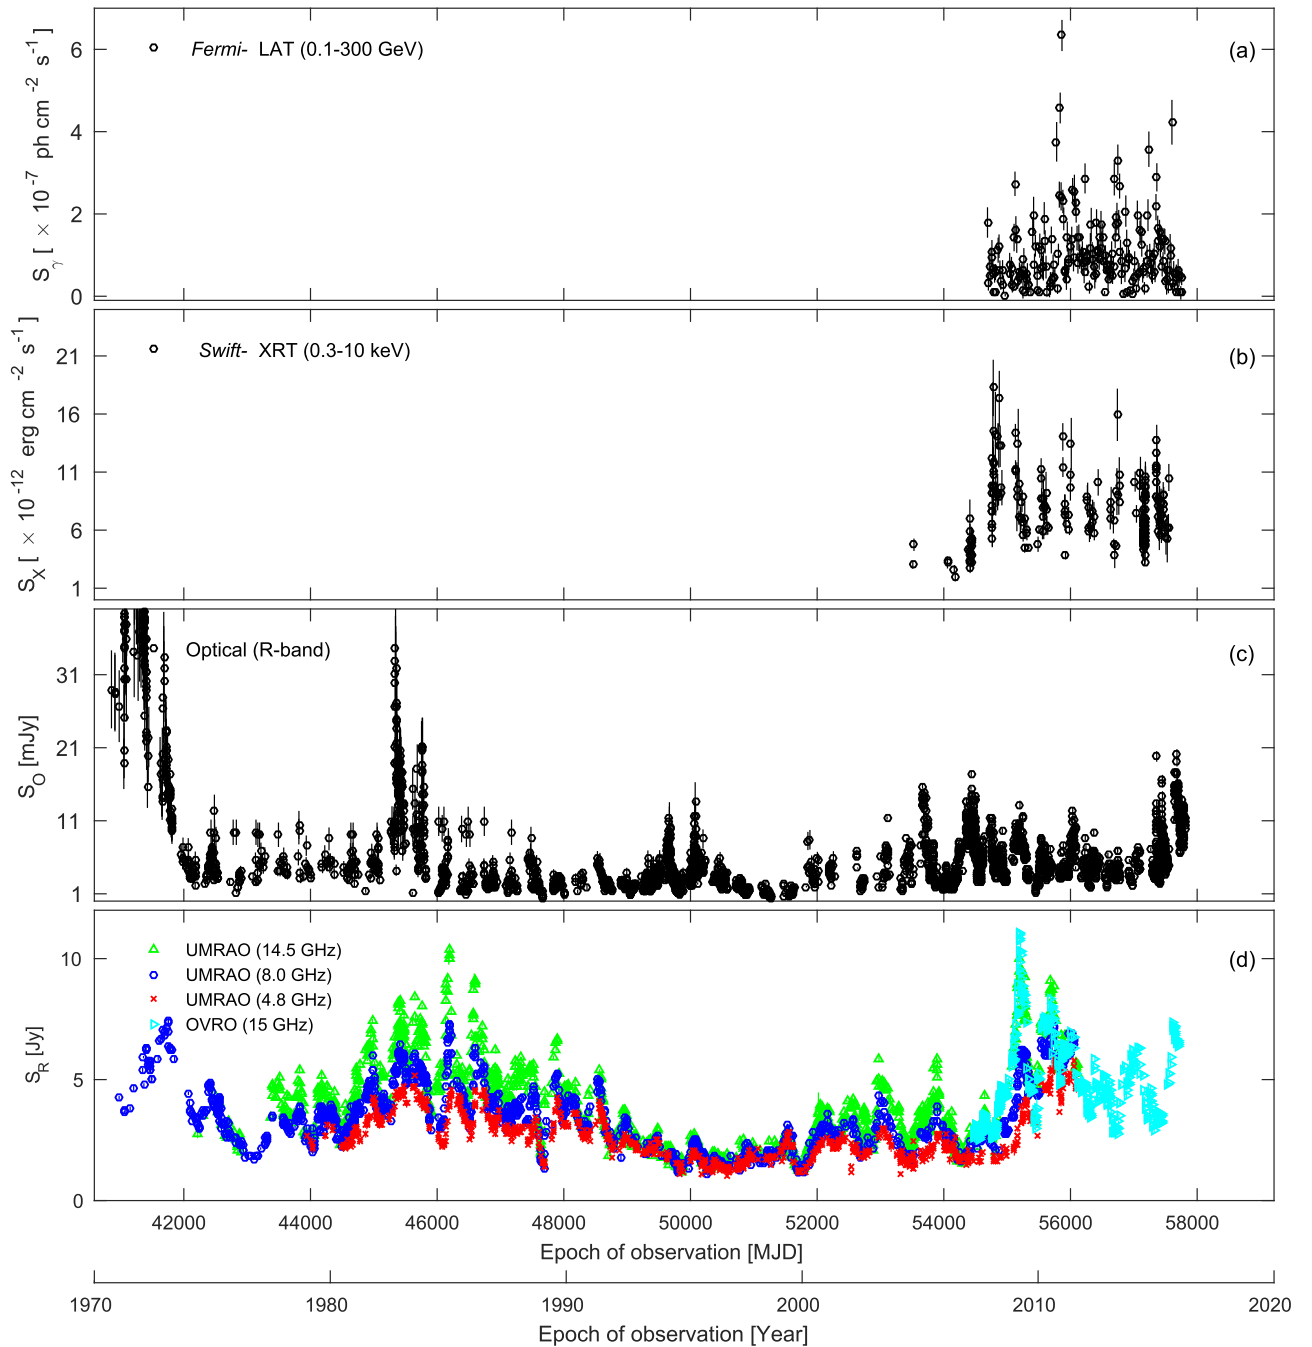 Fermi- LAT (0.1-300 GeV)
(a)
S_γ [ × 10^-7 ph cm^-2 s^-1 ]
6
4
2
0
Swift- XRT (0.3-10 keV)
(b)
S_X [ × 10^-12 erg cm^-2 s^-1 ]
21
16
11
6
1
Optical (R-band)
(c)
S_O [mJy]
31
21
11
1
UMRAO (14.5 GHz)
UMRAO (8.0 GHz)
UMRAO (4.8 GHz)
OVRO (15 GHz)
(d)
S_R [Jy]
10
5
0
42000 44000 46000 48000 50000 52000 54000 56000 58000
Epoch of observation [MJD]
1970 1980 1990 2000 2010 2020
Epoch of observation [Year]